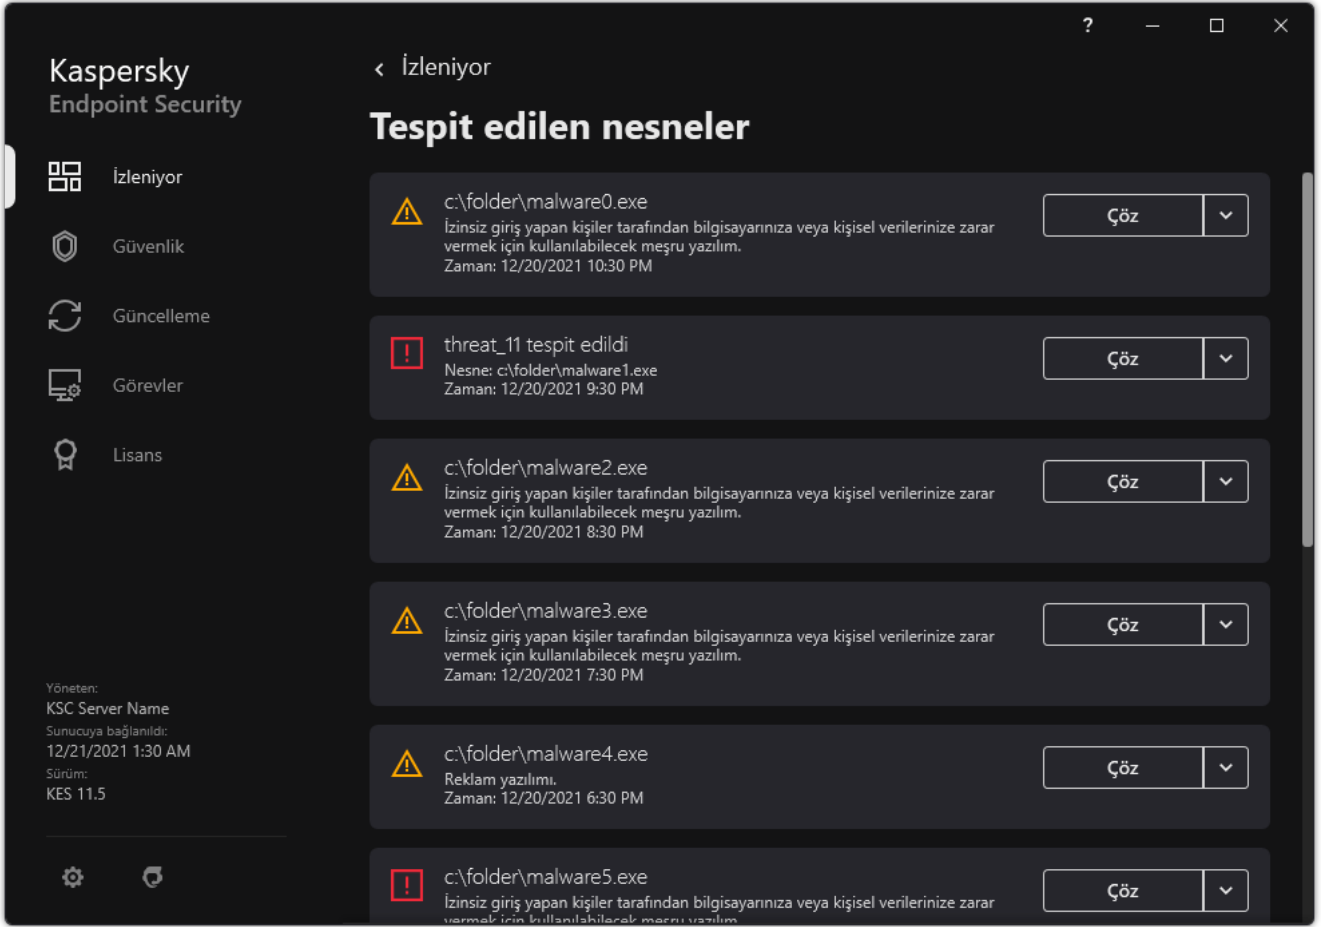 ?
Kaspersky
Endpoint Security
İzleniyor
Güvenlik
Güncelleme
Görevler
Lisans
Yöneten:
KSC Server Name
Sunucuya bağlanıldı:
12/21/2021 1:30 AM
Sürüm:
KES 11.5
İzleniyor
Tespit edilen nesneler
c:\folder\malware0.exe
İzinsiz giriş yapan kişiler tarafından bilgisayarınıza veya kişisel verilerinize zarar
vermek için kullanılabilecek meşru yazılım.
Zaman: 12/20/2021 10:30 PM
Çöz
threat_11 tespit edildi
Nesne: c:\folder\malware1.exe
Zaman: 12/20/2021 9:30 PM
Çöz
c:\folder\malware2.exe
İzinsiz giriş yapan kişiler tarafından bilgisayarınıza veya kişisel verilerinize zarar
vermek için kullanılabilecek meşru yazılım.
Zaman: 12/20/2021 8:30 PM
Çöz
c:\folder\malware3.exe
İzinsiz giriş yapan kişiler tarafından bilgisayarınıza veya kişisel verilerinize zarar
vermek için kullanılabilecek meşru yazılım.
Zaman: 12/20/2021 7:30 PM
Çöz
c:\folder\malware4.exe
Reklam yazılımı.
Zaman: 12/20/2021 6:30 PM
Çöz
c:\folder\malware5.exe
İzinsiz giriş yapan kişiler tarafından bilgisayarınıza veya kişisel verilerinize zarar
vermek için kullanılabilecek meşru yazılım.
Çöz